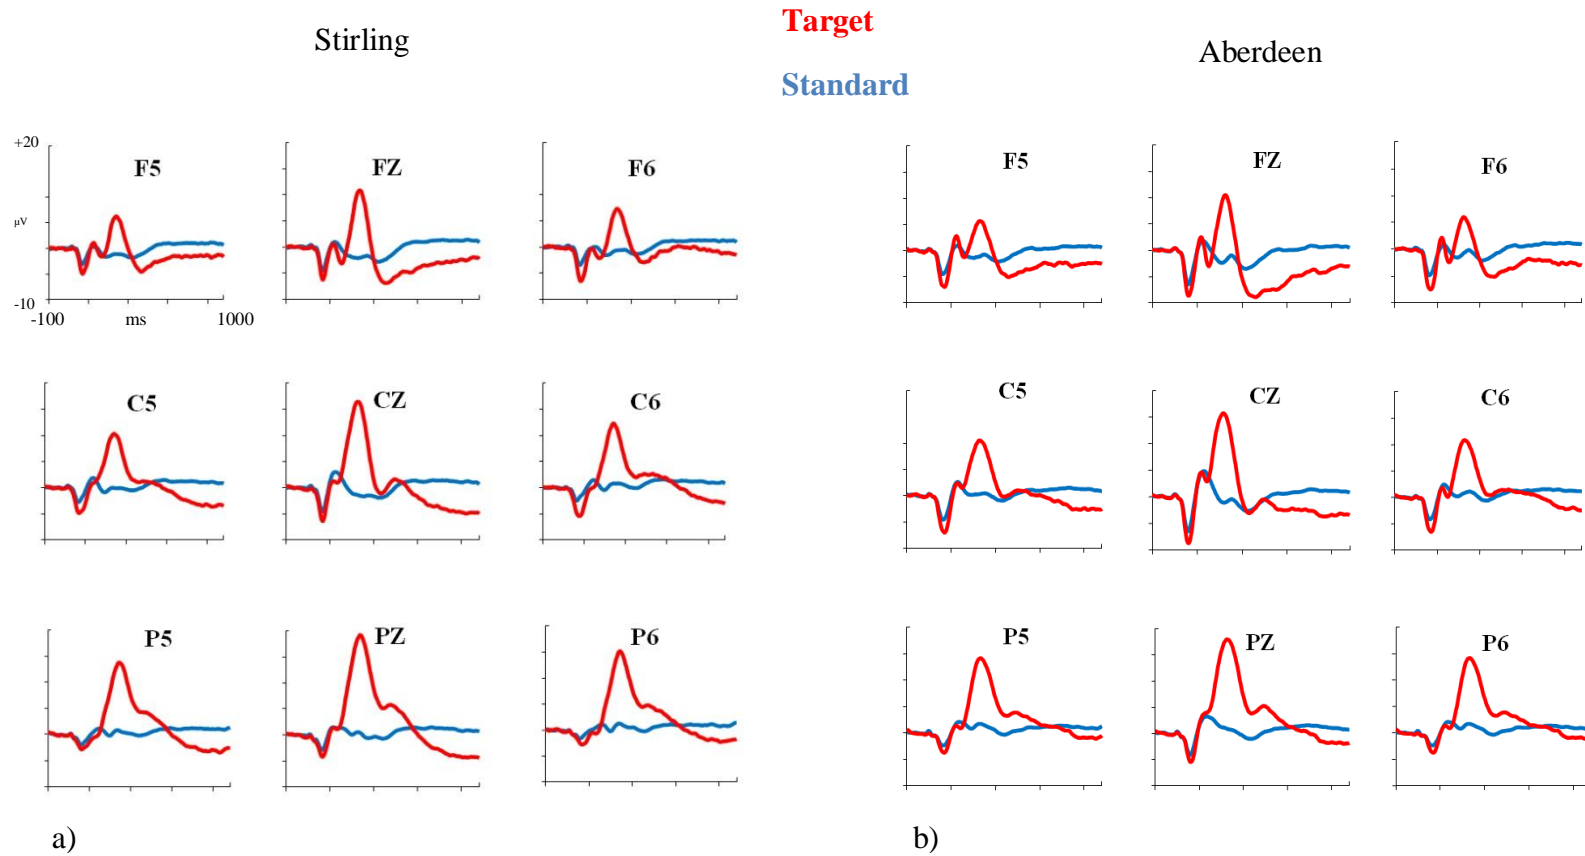 Stirling
Target
Standard
Aberdeen
+20
μV
-10
-100 ms 1000
F5 FZ F6
C5 CZ C6
P5 PZ P6
a)
F5 FZ F6
C5 CZ C6
P5 PZ P6
b)